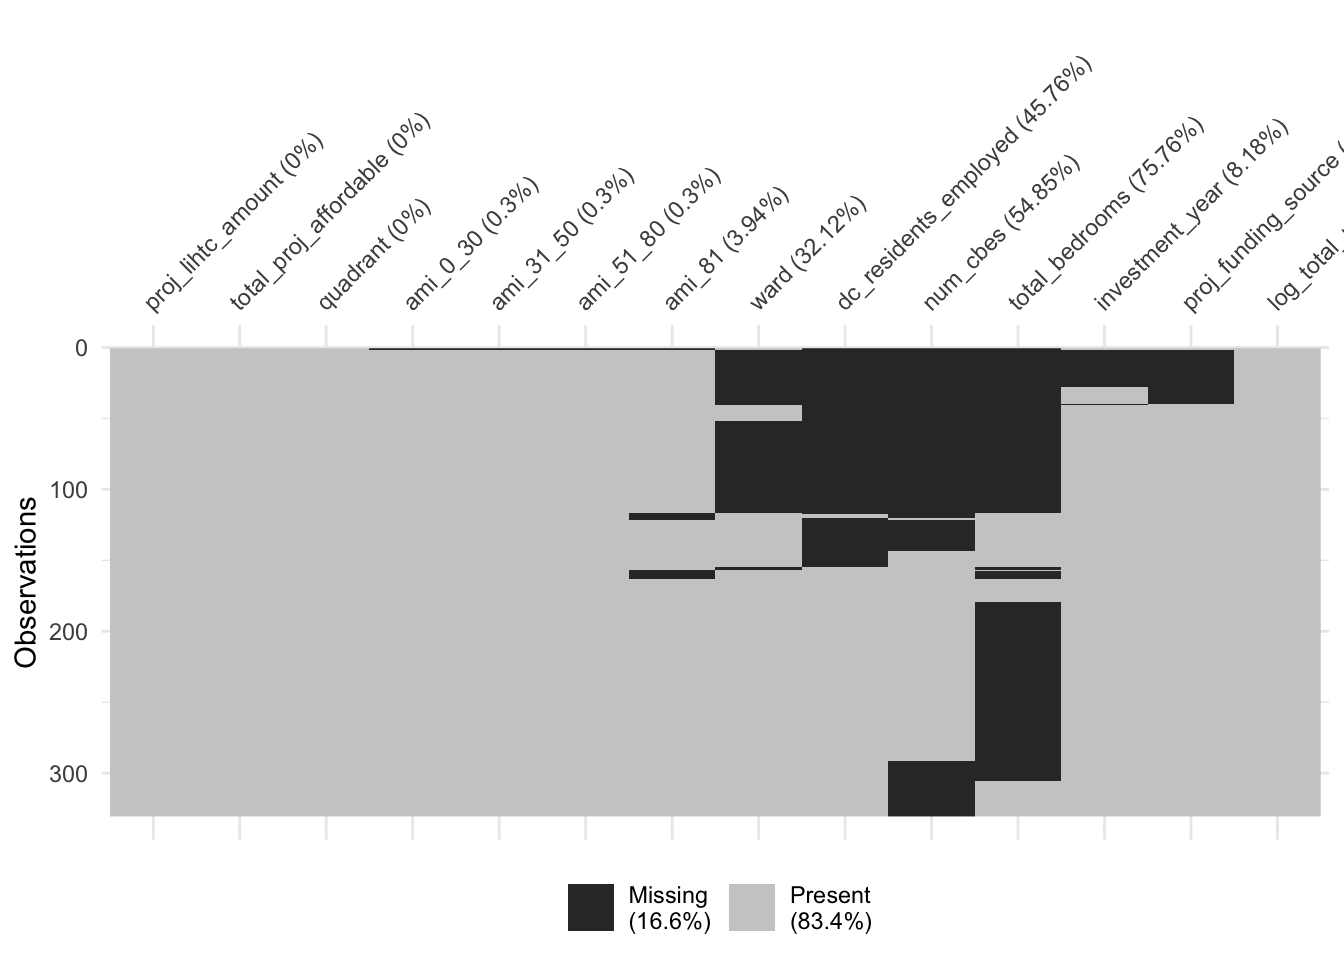 proj_lihtc_amount (0%)
total_proj_affordable (0%)
quadrant (0%)
ami_0_30 (0.3%)
ami_31_50 (0.3%)
ami_51_80 (0.3%)
ami_81 (3.94%)
ward (32.12%)
dc_residents_employed (45.76%)
num_cbes (54.85%)
total_bedrooms (75.76%)
investment_year (8.18%)
proj_funding_source (
log_total_
0
100
200
300
Observations
Missing
(16.6%)
Present
(83.4%)